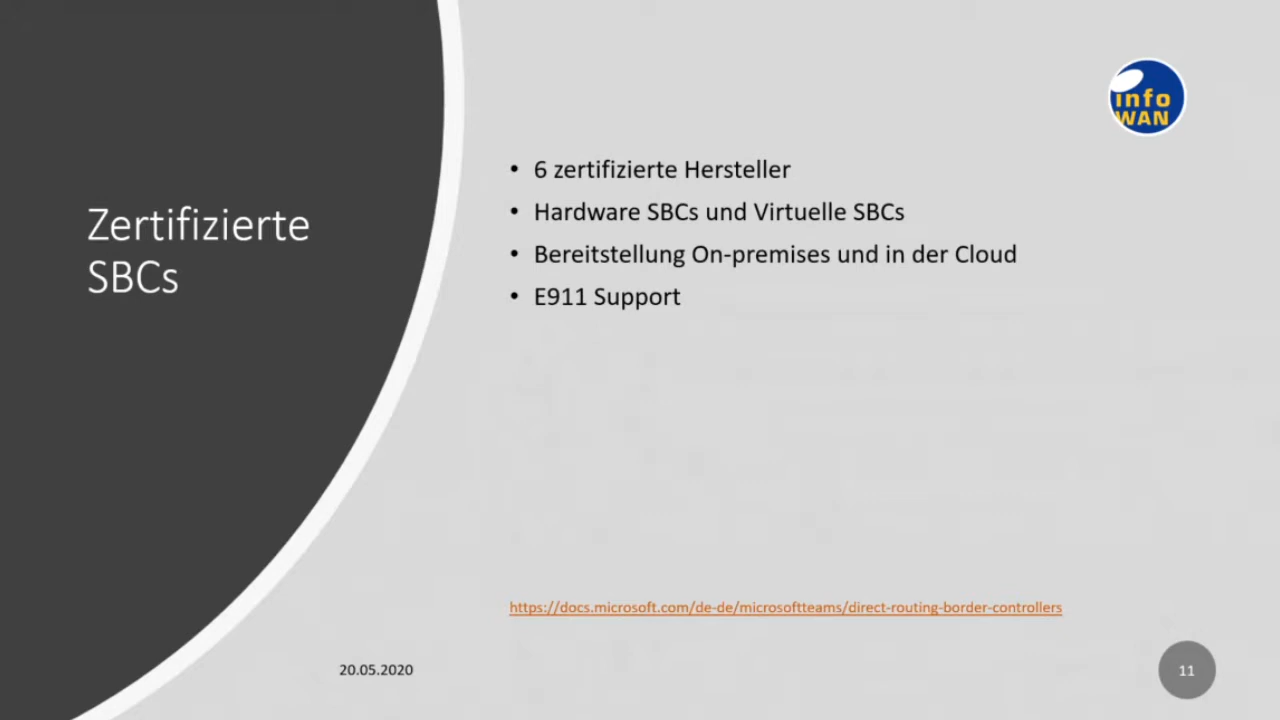 info
WAN
Zertifizierte
SBCs
• 6 zertifizierte Hersteller
• Hardware SBCs und Virtuelle SBCs
• Bereitstellung On-premises und in der Cloud
• E911 Support
https://docs.microsoft.com/de-de/microsoftteams/direct-routing-border-controllers
20.05.2020
11